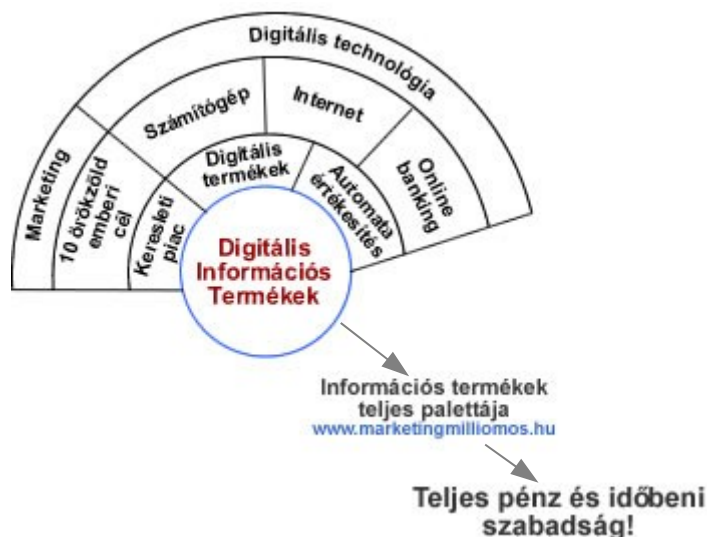 Digitális technológia
Marketing
Számítógép
Internet
Online
banking
10 örökzöld
emberi
cél
Digitális
termékek
Automata
értékesítés
Keresleti
piac
Digitális
Információs
Termékek
Információs termékek
teljes palettája
www.marketingmilliomos.hu
Teljes pénz és időbeni
szabadság!